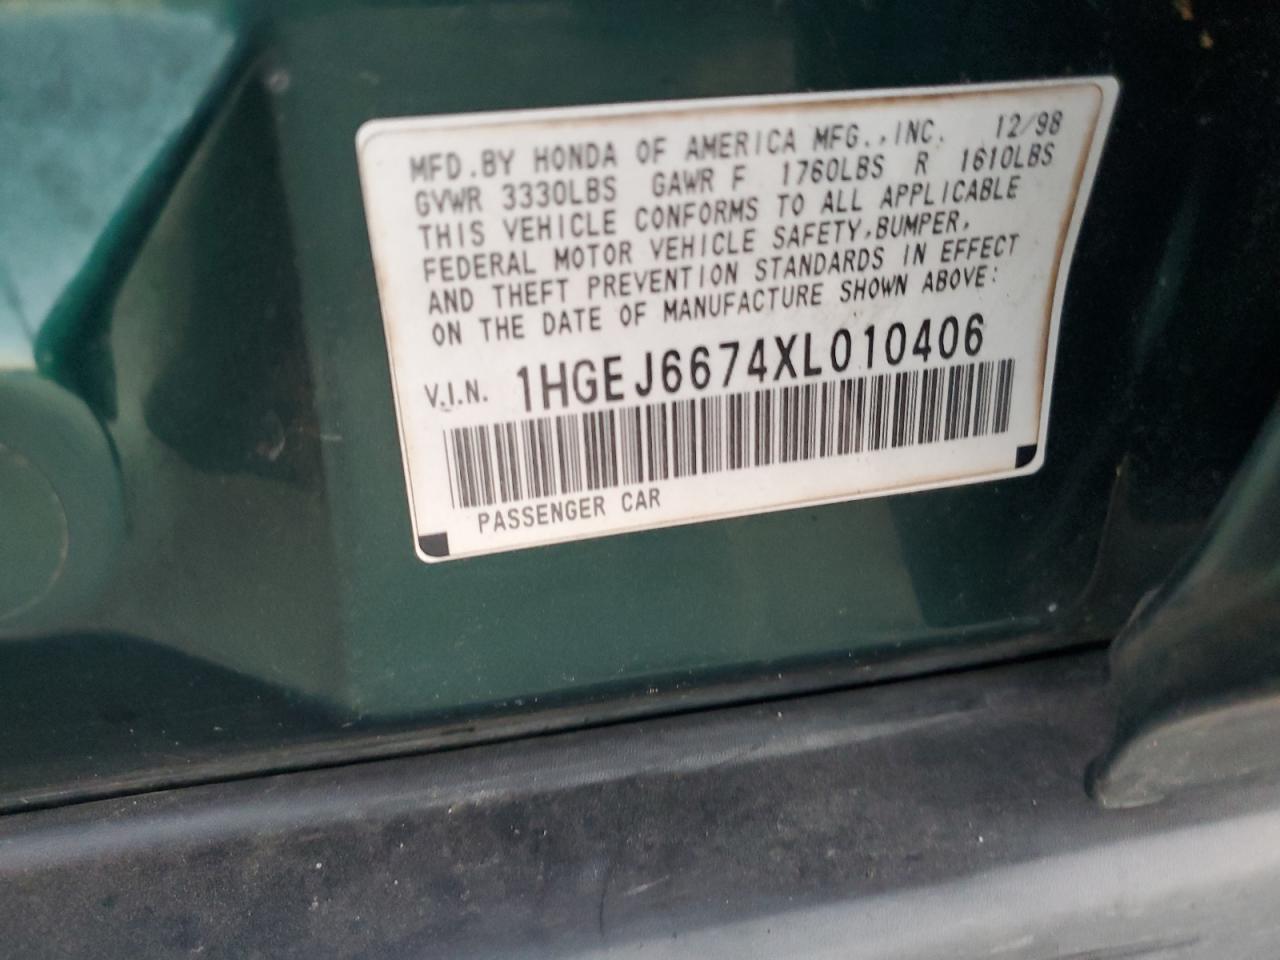 MFD.BY HONDA OF AMERICA MFG.,INC. 12/98
GVWR 3330LBS GAWR F 1760LBS R 1610LBS
THIS VEHICLE CONFORMS TO ALL APPLICABLE
FEDERAL MOTOR VEHICLE SAFETY,BUMPER,
AND THEFT PREVENTION STANDARDS IN EFFECT
ON THE DATE OF MANUFACTURE SHOWN ABOVE:
V.I.N. 1HGEJ6674XL010406
PASSENGER CAR